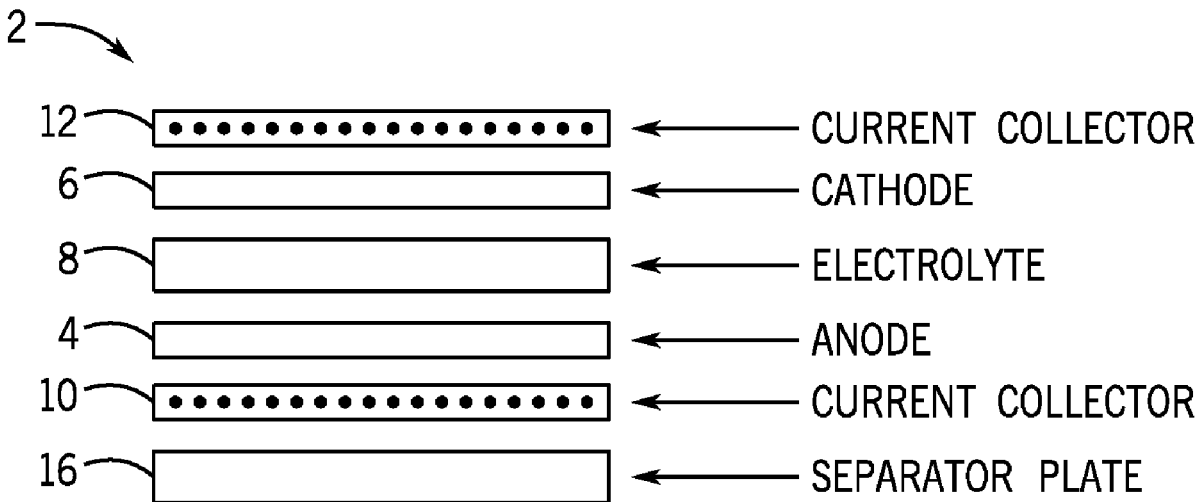 2
12 CURRENT COLLECTOR
6 CATHODE
8 ELECTROLYTE
4 ANODE
10 CURRENT COLLECTOR
16 SEPARATOR PLATE